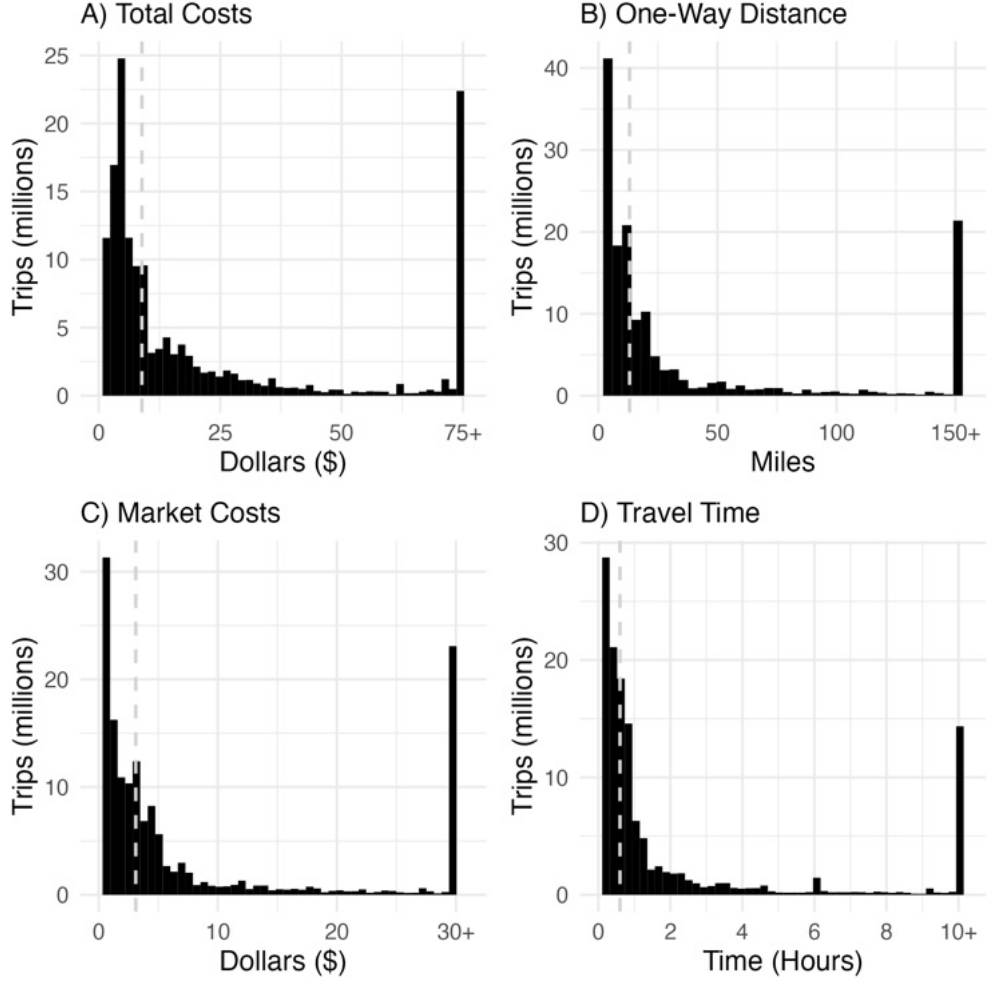 A) Total Costs
25
20
15
10
5
0
Trips (millions)
0 25 50 75+
Dollars ($)
B) One-Way Distance
40
30
20
10
0
Trips (millions)
0 50 100 150+
Miles
C) Market Costs
30
20
10
0
Trips (millions)
0 10 20 30+
Dollars ($)
D) Travel Time
30
20
10
0
Trips (millions)
0 2 4 6 8 10+
Time (Hours)